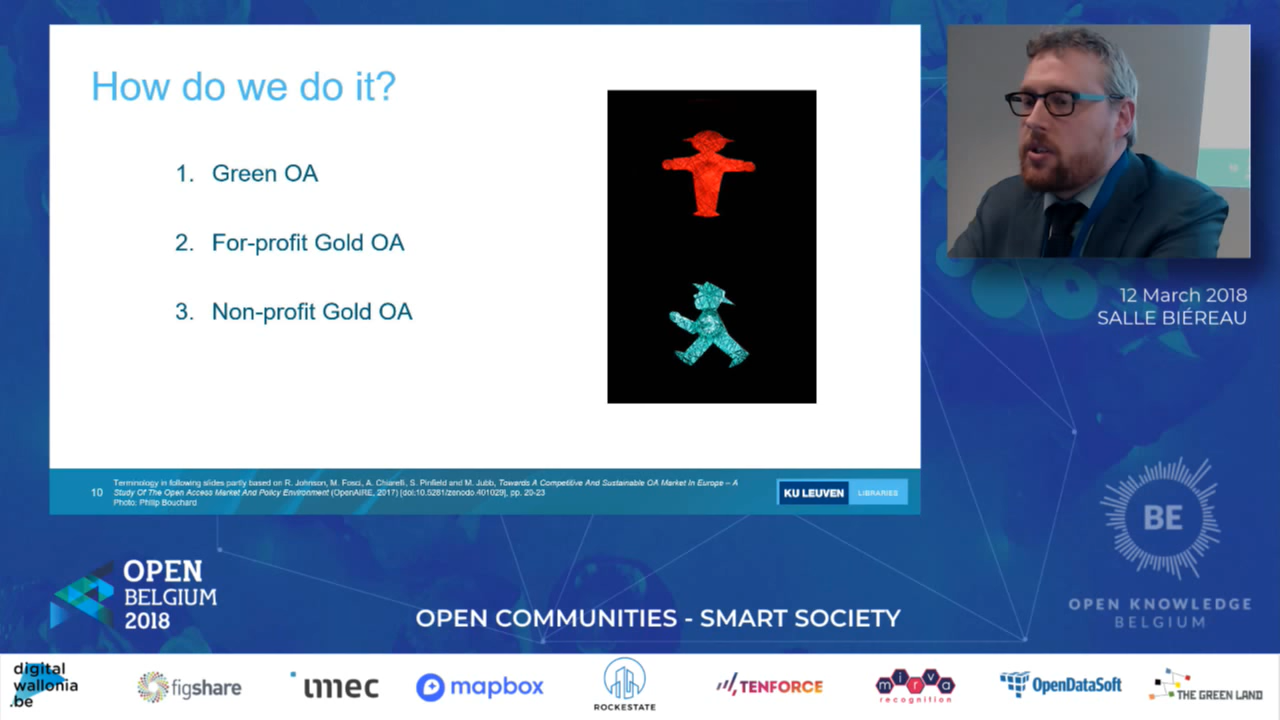 How do we do it?
1. Green OA
2. For-profit Gold OA
3. Non-profit Gold OA
10
Terminology in following slides partly based on R. Johnson, M. Fosci, A. Chiarelli, S. Pinfield and M. Jubb, Towards A Competitive And Sustainable OA Market In Europe – A
Study Of The Open Access Market And Policy Environment (OpenAIRE, 2017) [doi:10.5281/zenodo.401029], pp. 20-23
Photo: Philip Bouchard
KU LEUVEN LIBRARIES
12 March 2018
SALLE BIÉREAU
BE
OPEN KNOWLEDGE
BELGIUM
OPEN
BELGIUM
2018
OPEN COMMUNITIES - SMART SOCIETY
digital
wallonia
.be
figshare
imec
mapbox
ROCKESTATE
TENFORCE
mirva
recognition
OpenDataSoft
THE GREEN LAND